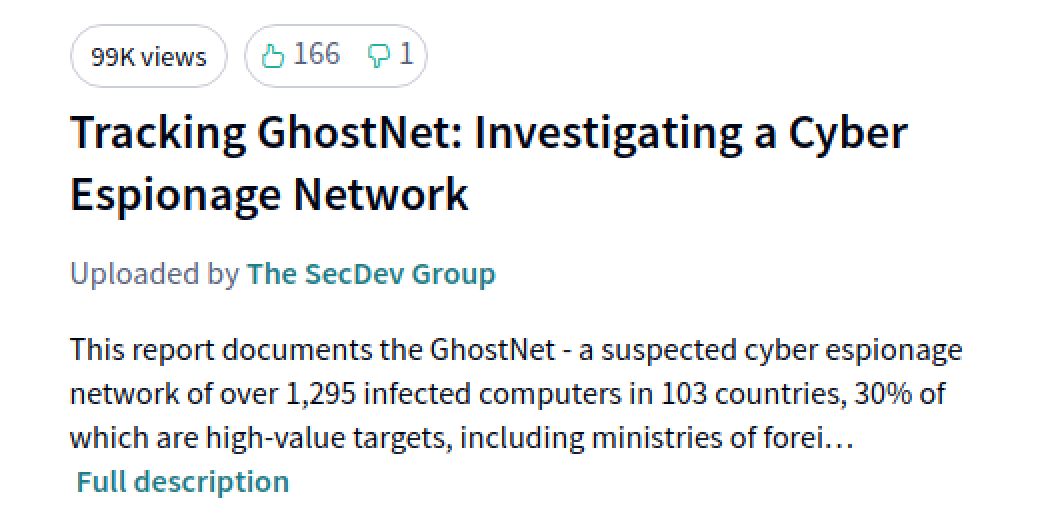 99K views 166 1
Tracking GhostNet: Investigating a Cyber
Espionage Network
Uploaded by The SecDev Group
This report documents the GhostNet - a suspected cyber espionage
network of over 1,295 infected computers in 103 countries, 30% of
which are high-value targets, including ministries of forei…
Full description